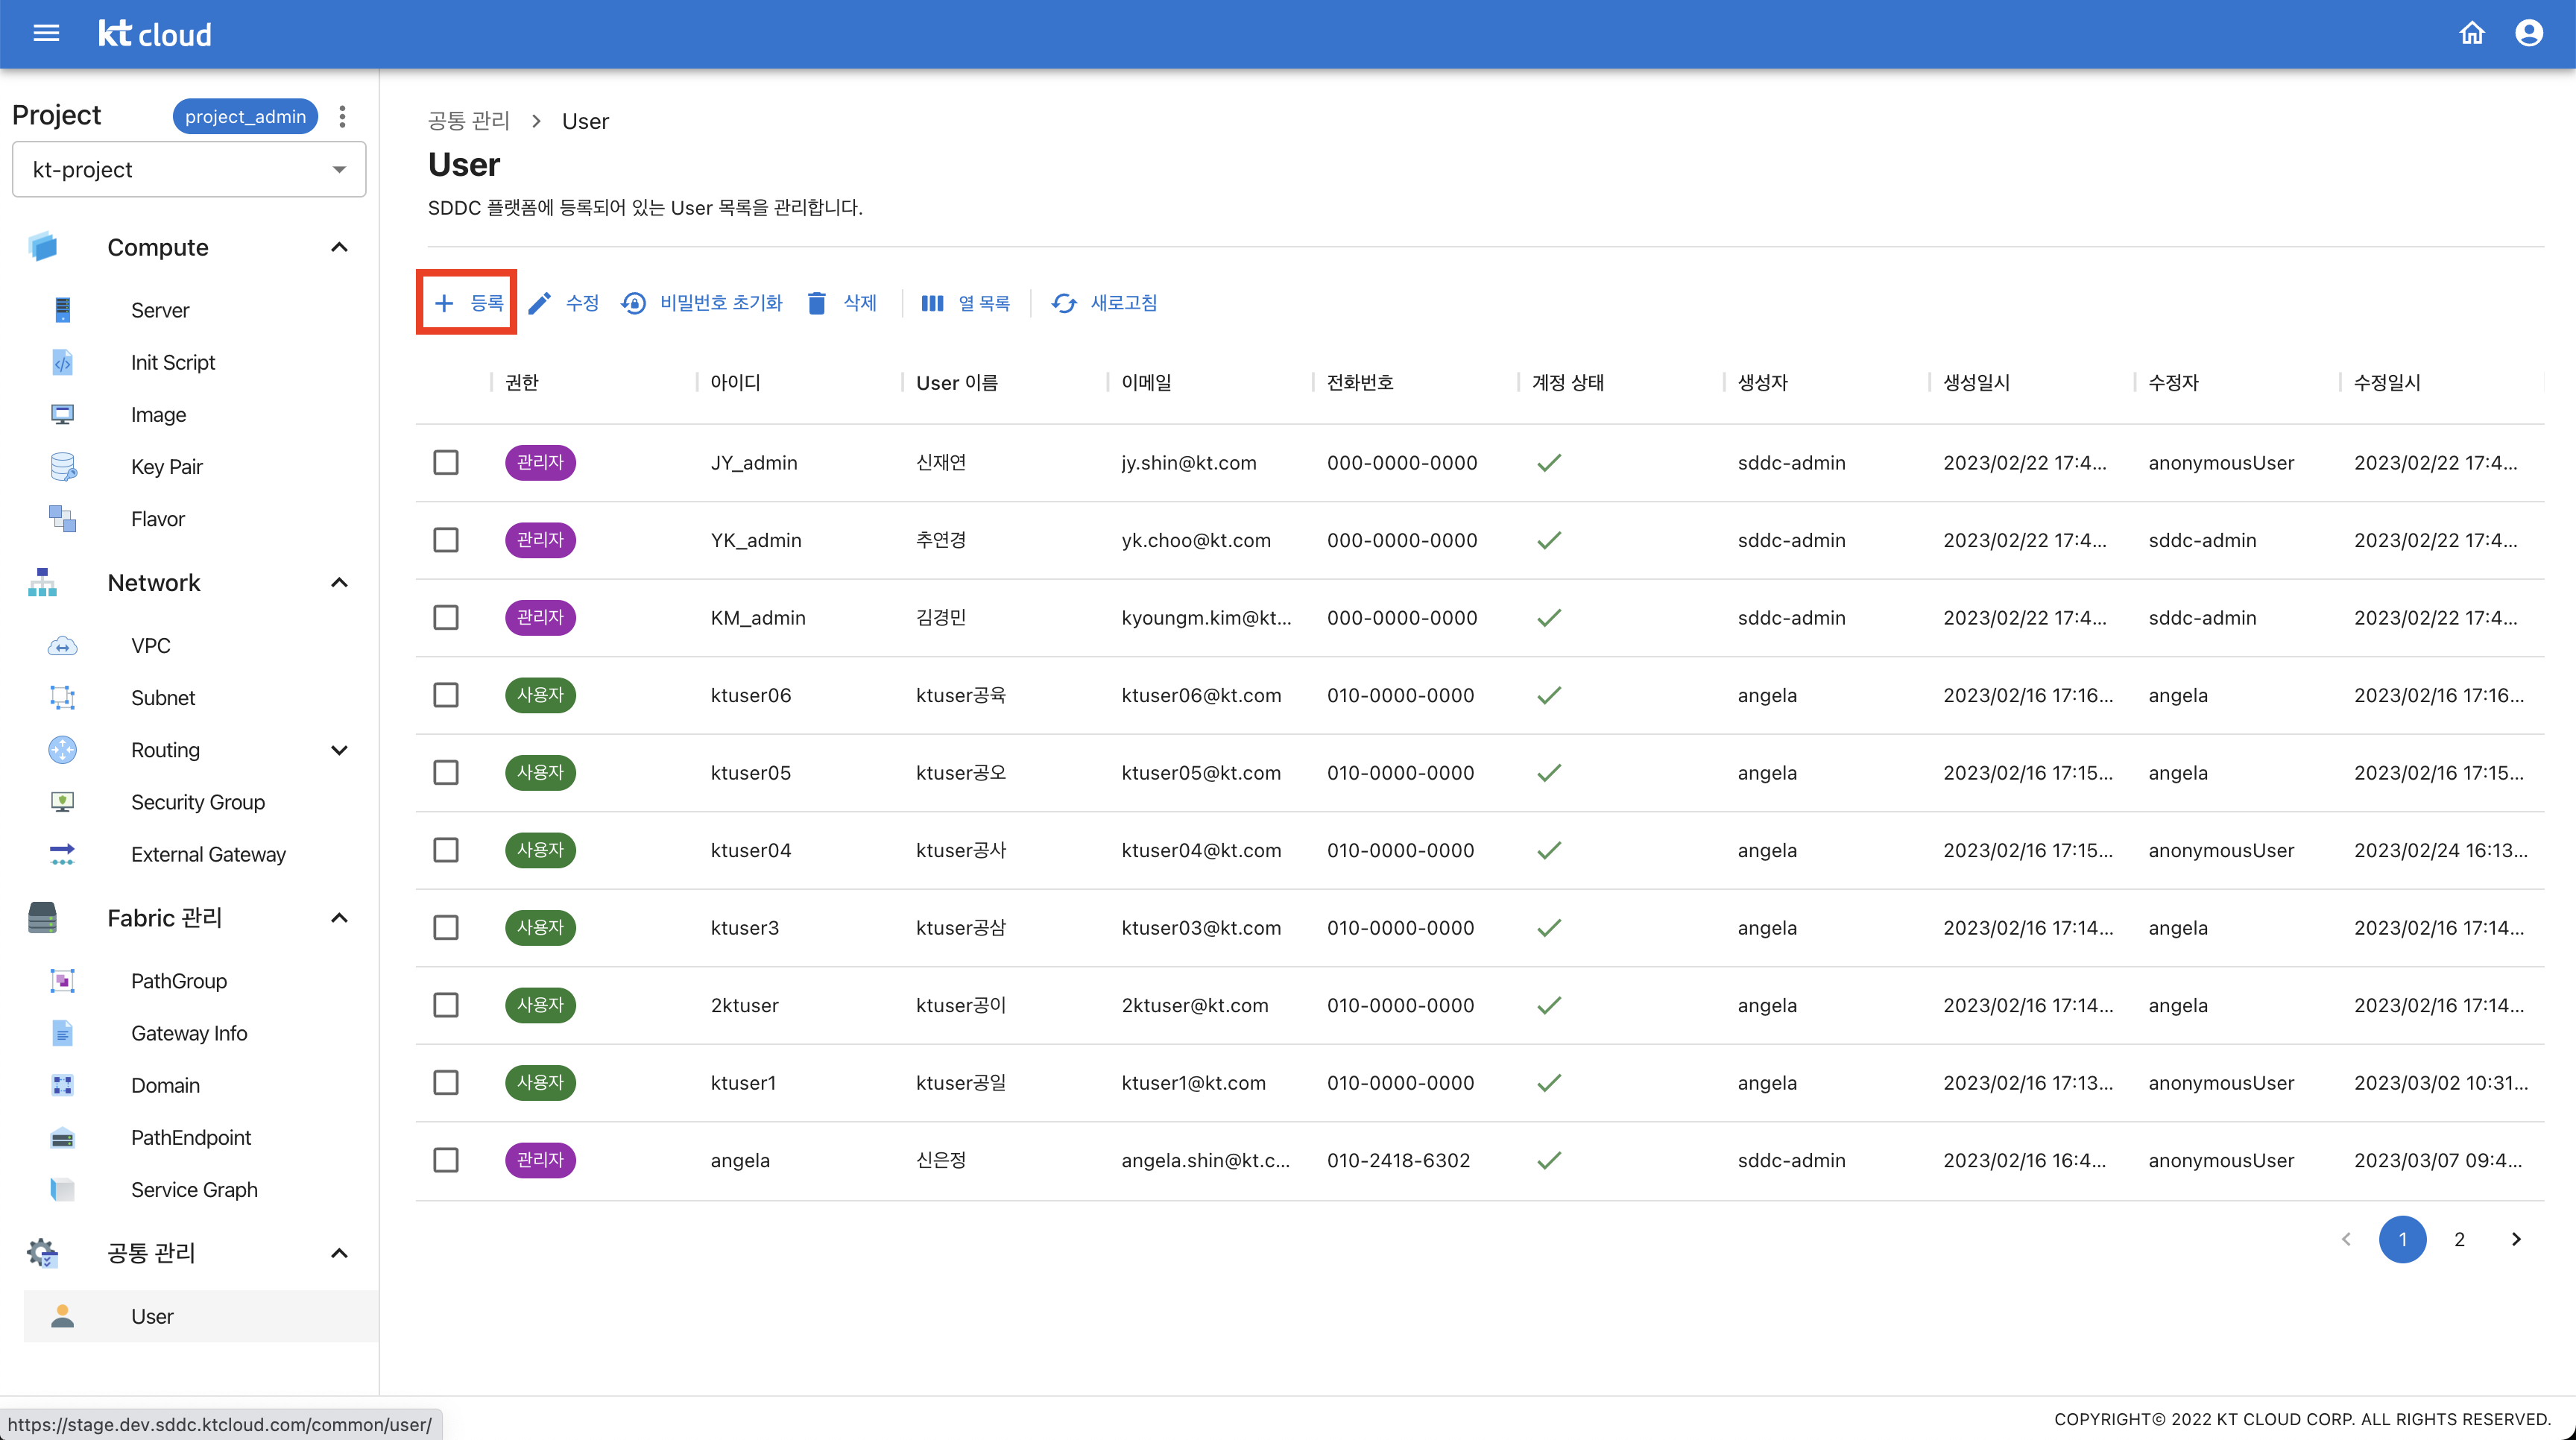 kt cloud
Project project_admin
kt-project
Compute
Server
Init Script
Image
Key Pair
Flavor
Network
VPC
Subnet
Routing
Security Group
External Gateway
Fabric 관리
PathGroup
Gateway Info
Domain
PathEndpoint
Service Graph
공통 관리
User
공통 관리 > User
User
SDDC 플랫폼에 등록되어 있는 User 목록을 관리합니다.
+ 등록 수정 비밀번호 초기화 삭제 열 목록 새로고침
권한 아이디 User 이름 이메일 전화번호 계정 상태 생성자 생성일시 수정자 수정일시
관리자 JY_admin 신재연 jy.shin@kt.com 000-0000-0000 sddc-admin 2023/02/22 17:4... anonymousUser 2023/02/22 17:4...
관리자 YK_admin 추연경 yk.choo@kt.com 000-0000-0000 sddc-admin 2023/02/22 17:4... sddc-admin 2023/02/22 17:4...
관리자 KM_admin 김경민 kyoungm.kim@kt... 000-0000-0000 sddc-admin 2023/02/22 17:4... sddc-admin 2023/02/22 17:4...
사용자 ktuser06 ktuser공육 ktuser06@kt.com 010-0000-0000 angela 2023/02/16 17:16... angela 2023/02/16 17:16...
사용자 ktuser05 ktuser공오 ktuser05@kt.com 010-0000-0000 angela 2023/02/16 17:15... angela 2023/02/16 17:15...
사용자 ktuser04 ktuser공사 ktuser04@kt.com 010-0000-0000 angela 2023/02/16 17:15... anonymousUser 2023/02/24 16:13...
사용자 ktuser3 ktuser공삼 ktuser03@kt.com 010-0000-0000 angela 2023/02/16 17:14... angela 2023/02/16 17:14...
사용자 2ktuser ktuser공이 2ktuser@kt.com 010-0000-0000 angela 2023/02/16 17:14... angela 2023/02/16 17:14...
사용자 ktuser1 ktuser공일 ktuser1@kt.com 010-0000-0000 angela 2023/02/16 17:13... anonymousUser 2023/03/02 10:31...
관리자 angela 신은정 angela.shin@kt.c... 010-2418-6302 sddc-admin 2023/02/16 16:4... anonymousUser 2023/03/07 09:4...
< 1 2 >
https://stage.dev.sddc.ktcloud.com/common/user/
COPYRIGHT© 2022 KT CLOUD CORP. ALL RIGHTS RESERVED.